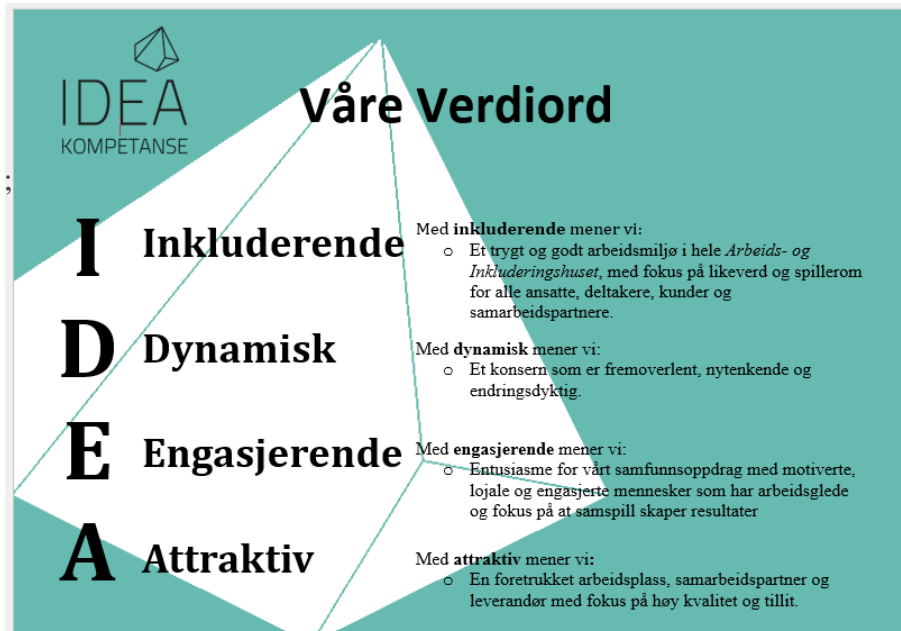 IDEA
KOMPETANSE
Våre Verdiord
;
I Inkluderende
Med inkluderende mener vi:
o Et trygt og godt arbeidsmiljø i hele Arbeids- og
Inkluderingshuset, med fokus på likeverd og spillerom
for alle ansatte, deltakere, kunder og
samarbeidspartnere.
D Dynamisk
Med dynamisk mener vi:
o Et konsern som er fremoverlent, nytenkende og
endringsdyktig.
E Engasjerende
Med engasjerende mener vi:
o Entusiasme for vårt samfunnsoppdrag med motiverte,
lojale og engasjerte mennesker som har arbeidsglede
og fokus på at samspill skaper resultater
A Attraktiv
Med attraktiv mener vi:
o En foretrukket arbeidsplass, samarbeidspartner og
leverandør med fokus på høy kvalitet og tillit.